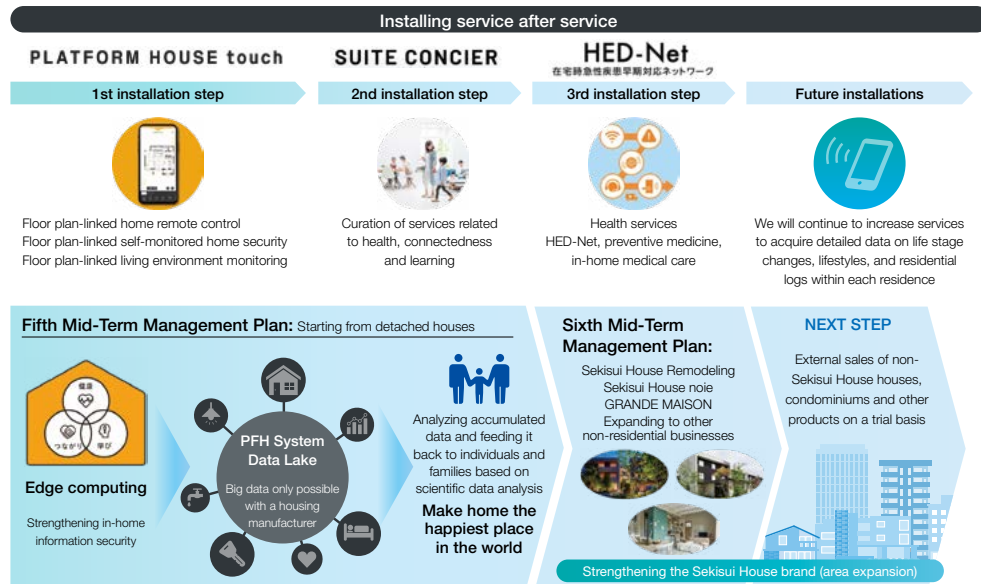 Installing service after service
PLATFORM HOUSE touch
1st installation step
Floor plan-linked home remote control
Floor plan-linked self-monitored home security
Floor plan-linked living environment monitoring
SUITE CONCIER
2nd installation step
Curation of services related
to health, connectedness
and learning
HED-Net
在宅時急性疾患早期対応ネットワーク
3rd installation step
Health services
HED-Net, preventive medicine,
in-home medical care
Future installations
We will continue to increase services
to acquire detailed data on life stage
changes, lifestyles, and residential
logs within each residence
Fifth Mid-Term Management Plan: Starting from detached houses
健康
つながり
学び
Edge computing
Strengthening in-home
information security
PFH System
Data Lake
Big data only possible
with a housing
manufacturer
Analyzing accumulated
data and feeding it
back to individuals and
families based on
scientific data analysis
Make home the
happiest place
in the world
Sixth Mid-Term
Management Plan:
Sekisui House Remodeling
Sekisui House noie
GRANDE MAISON
Expanding to other
non-residential businesses
NEXT STEP
External sales of non-
Sekisui House houses,
condominiums and other
products on a trial basis
Strengthening the Sekisui House brand (area expansion)